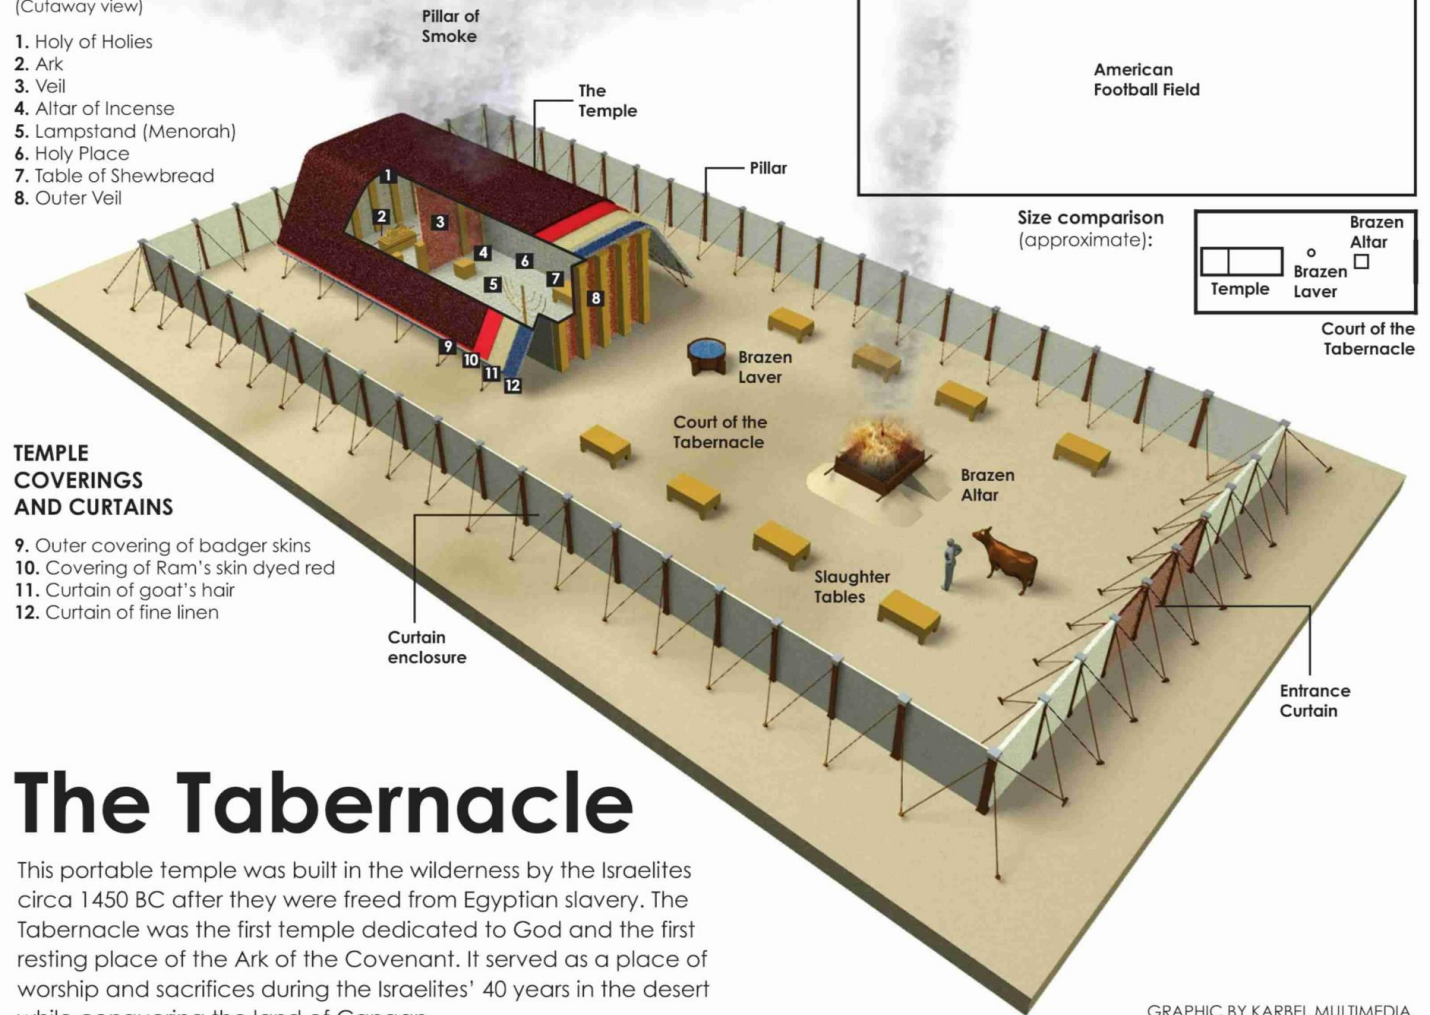 (Cutaway view)
1. Holy of Holies
2. Ark
3. Veil
4. Altar of Incense
5. Lampstand (Menorah)
6. Holy Place
7. Table of Shewbread
8. Outer Veil
Pillar of
Smoke
The
Temple
Pillar
American
Football Field
Size comparison
(approximate):
Brazen
Altar
Brazen
Laver
Temple
Court of the
Tabernacle
1
2
3
4
5
6
7
8
9
10
11
12
Brazen
Laver
Court of the
Tabernacle
Brazen
Altar
Slaughter
Tables
Curtain
enclosure
Entrance
Curtain
TEMPLE
COVERINGS
AND CURTAINS
9. Outer covering of badger skins
10. Covering of Ram's skin dyed red
11. Curtain of goat's hair
12. Curtain of fine linen
The Tabernacle
This portable temple was built in the wilderness by the Israelites
circa 1450 BC after they were freed from Egyptian slavery. The
Tabernacle was the first temple dedicated to God and the first
resting place of the Ark of the Covenant. It served as a place of
worship and sacrifices during the Israelites' 40 years in the desert
while conquering the land of Canaan.
GRAPHIC BY KARBEL MULTIMEDIA